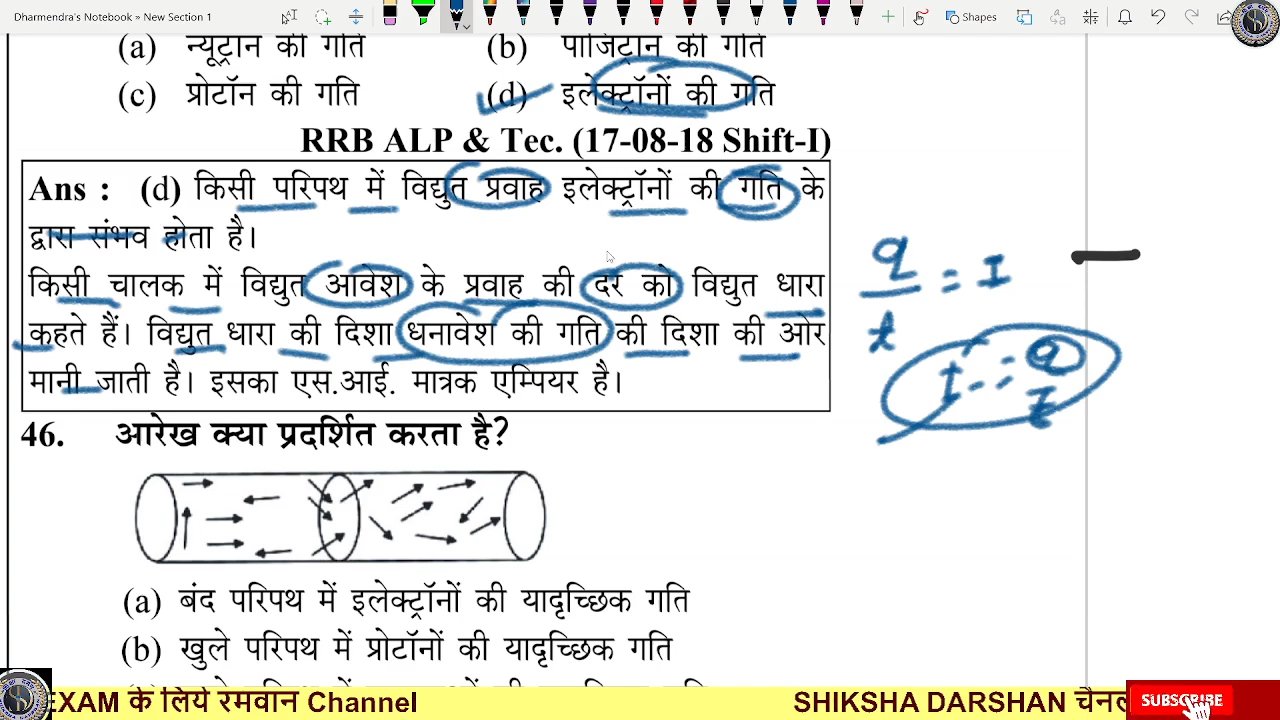 Dharmendra's Notebook » New Section 1
Shapes
(a) न्यूट्रान की गति (b) पाजिट्रान की गति
(c) प्रोटॉन की गति (d) इलेक्ट्रॉनों की गति
RRB ALP & Tec. (17-08-18 Shift-I)
Ans : (d) किसी परिपथ में विद्युत प्रवाह इलेक्ट्रॉनों की गति के
द्वारा संभव होता है।
किसी चालक में विद्युत आवेश के प्रवाह की दर को विद्युत धारा
कहते हैं। विद्युत धारा की दिशा धनावेश की गति की दिशा की ओर
मानी जाती है। इसका एस.आई. मात्रक एम्पियर है।
q
= I
t
46. आरेख क्या प्रदर्शित करता है?
(a) बंद परिपथ में इलेक्ट्रॉनों की यादृच्छिक गति
(b) खुले परिपथ में प्रोटॉनों की यादृच्छिक गति
EXAM के लिये रमवान Channel SHIKSHA DARSHAN
SUBSCRIBE